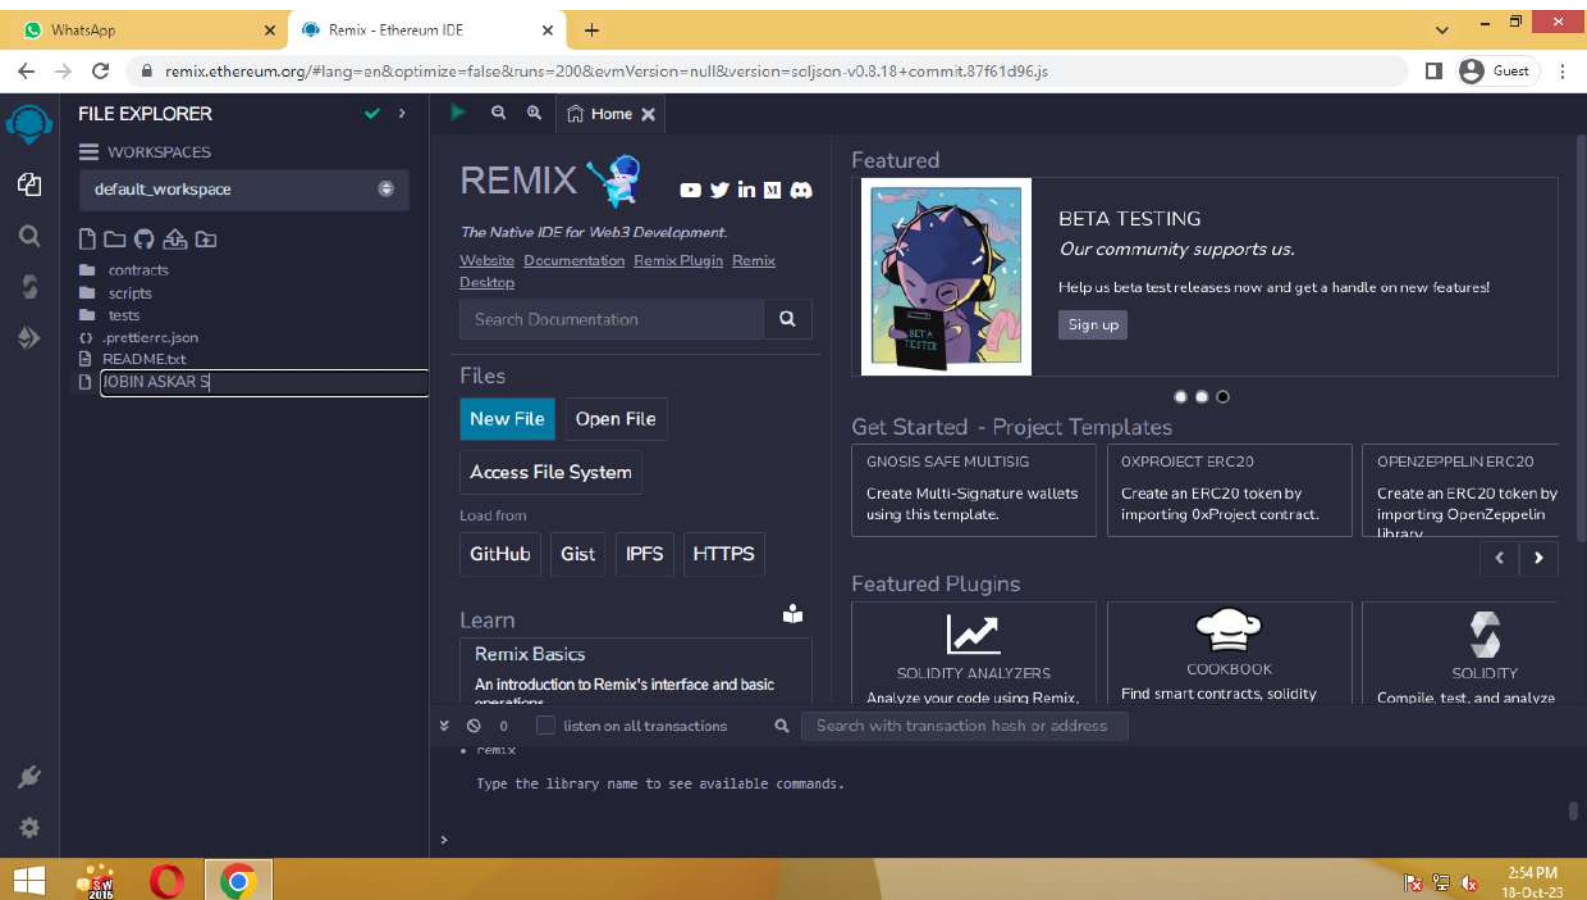 WhatsApp
Remix - Ethereum IDE
remix.ethereum.org/#lang=en&optimize=false&runs=200&evmVersion=null&version=soljson-v0.8.18+commit.87f61d96.js
Guest
FILE EXPLORER
WORKSPACES
default_workspace
contracts
scripts
tests
.prettierrc.json
README.txt
JOBIN ASKAR S
Home
REMIX
The Native IDE for Web3 Development.
Website Documentation Remix Plugin Remix
Desktop
Search Documentation
Files
New File Open File
Access File System
Load from
GitHub Gist IPFS HTTPS
Learn
Remix Basics
An introduction to Remix's interface and basic
operations
Featured
BETA TESTER
BETA TESTING
Our community supports us.
Help us beta test releases now and get a handle on new features!
Sign up
Get Started - Project Templates
GNOSIS SAFE MULTISIG
Create Multi-Signature wallets
using this template.
0XPROJECT ERC20
Create an ERC20 token by
importing 0xProject contract.
OPENZEPPELIN ERC20
Create an ERC20 token by
importing OpenZeppelin
library
Featured Plugins
SOLIDITY ANALYZERS
Analyze your code using Remix,
COOKBOOK
Find smart contracts, solidity
SOLIDITY
Compile, test, and analyze
0 listen on all transactions Search with transaction hash or address
remix
Type the library name to see available commands.
>
SW
2016
2:54 PM
18-Oct-23